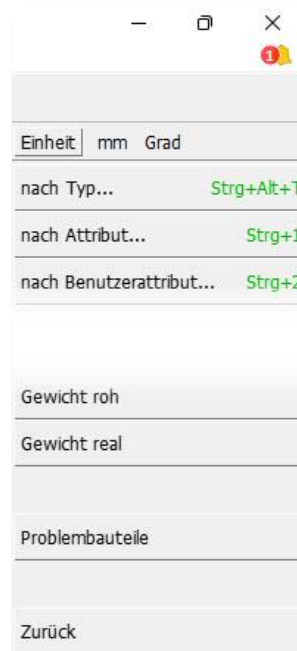 1
Einheit mm Grad
nach Typ... Strg+Alt+T
nach Attribut... Strg+1
nach Benutzerattribut... Strg+2
Gewicht roh
Gewicht real
Problembauteile
Zurück